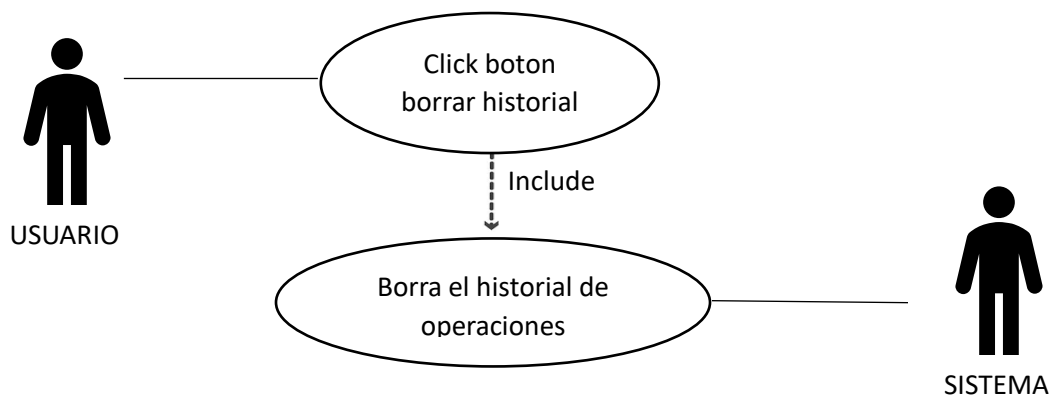 Click boton
borrar historial
Include
USUARIO
Borra el historial de
operaciones
SISTEMA